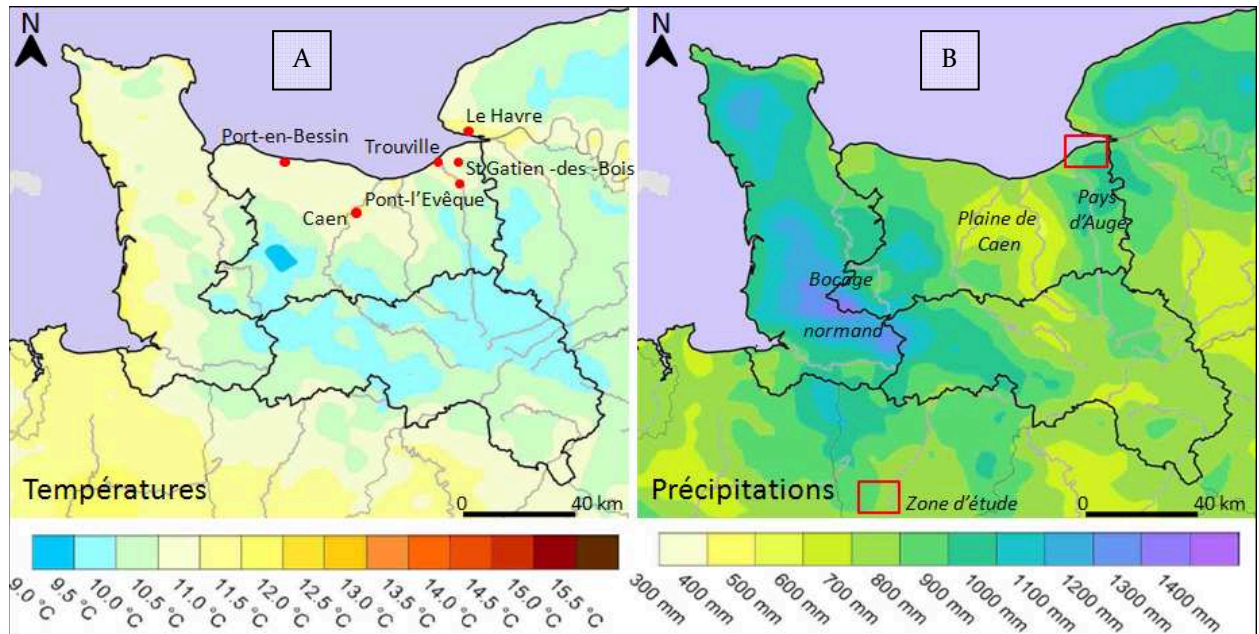 N
A
Le Havre
Port-en-Bessin
Trouville
St Gatien -des -Bois
Pont-l'Evêque
Caen
Températures
0 40 km
9.0 °C
9.5 °C
10.0 °C
10.5 °C
11.0 °C
11.5 °C
12.0 °C
12.5 °C
13.0 °C
13.5 °C
14.0 °C
14.5 °C
15.0 °C
15.5 °C
N
B
Plaine de
Caen
Pays
d'Auge
Bocage
normand
Précipitations
Zone d'étude
0 40 km
300 mm
400 mm
500 mm
600 mm
700 mm
800 mm
900 mm
1000 mm
1100 mm
1200 mm
1300 mm
1400 mm